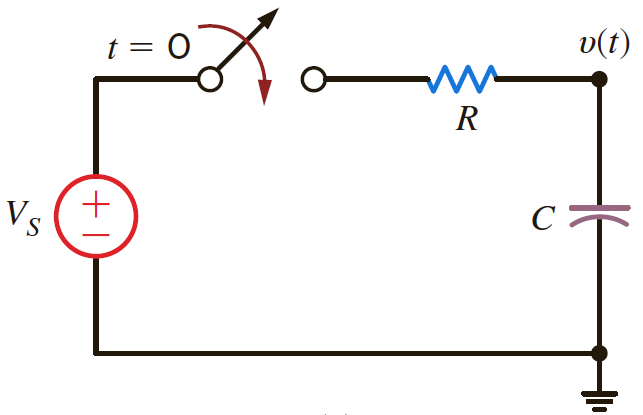 t = 0
v(t)
R
V_S
+
−
C